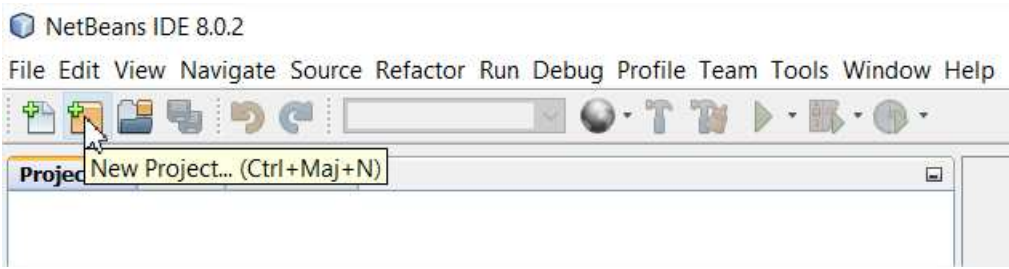 NetBeans IDE 8.0.2
File Edit View Navigate Source Refactor Run Debug Profile Team Tools Window Help
New Project... (Ctrl+Maj+N)